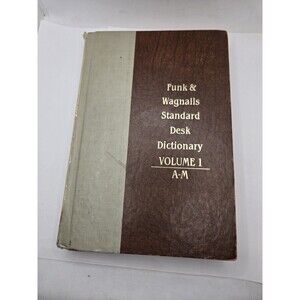 Funk &
Wagnalls
Standard
Desk
Dictionary
VOLUME 1
A-M